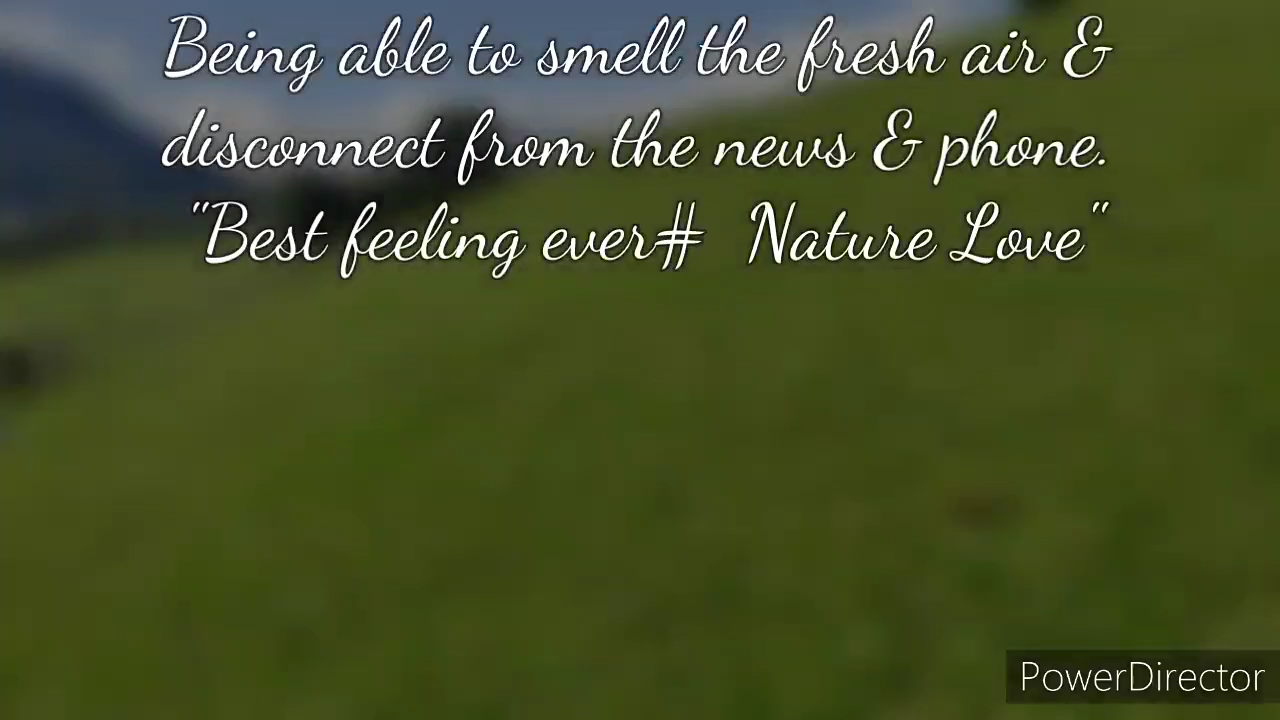 Being able to smell the fresh air &
disconnect from the news & phone.
"Best feeling ever#  Nature Love"
PowerDirector